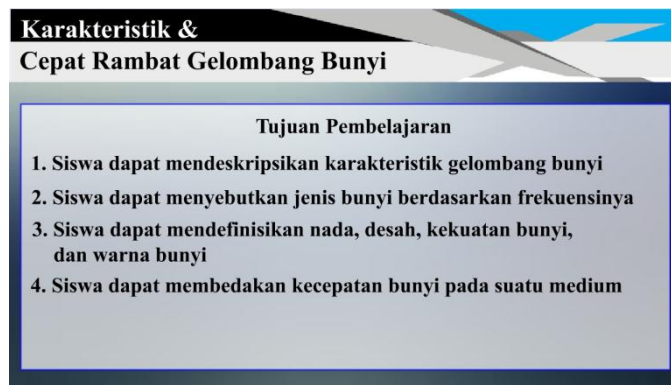 Karakteristik &
Cepat Rambat Gelombang Bunyi
Tujuan Pembelajaran
1. Siswa dapat mendeskripsikan karakteristik gelombang bunyi
2. Siswa dapat menyebutkan jenis bunyi berdasarkan frekuensinya
3. Siswa dapat mendefinisikan nada, desah, kekuatan bunyi,
dan warna bunyi
4. Siswa dapat membedakan kecepatan bunyi pada suatu medium